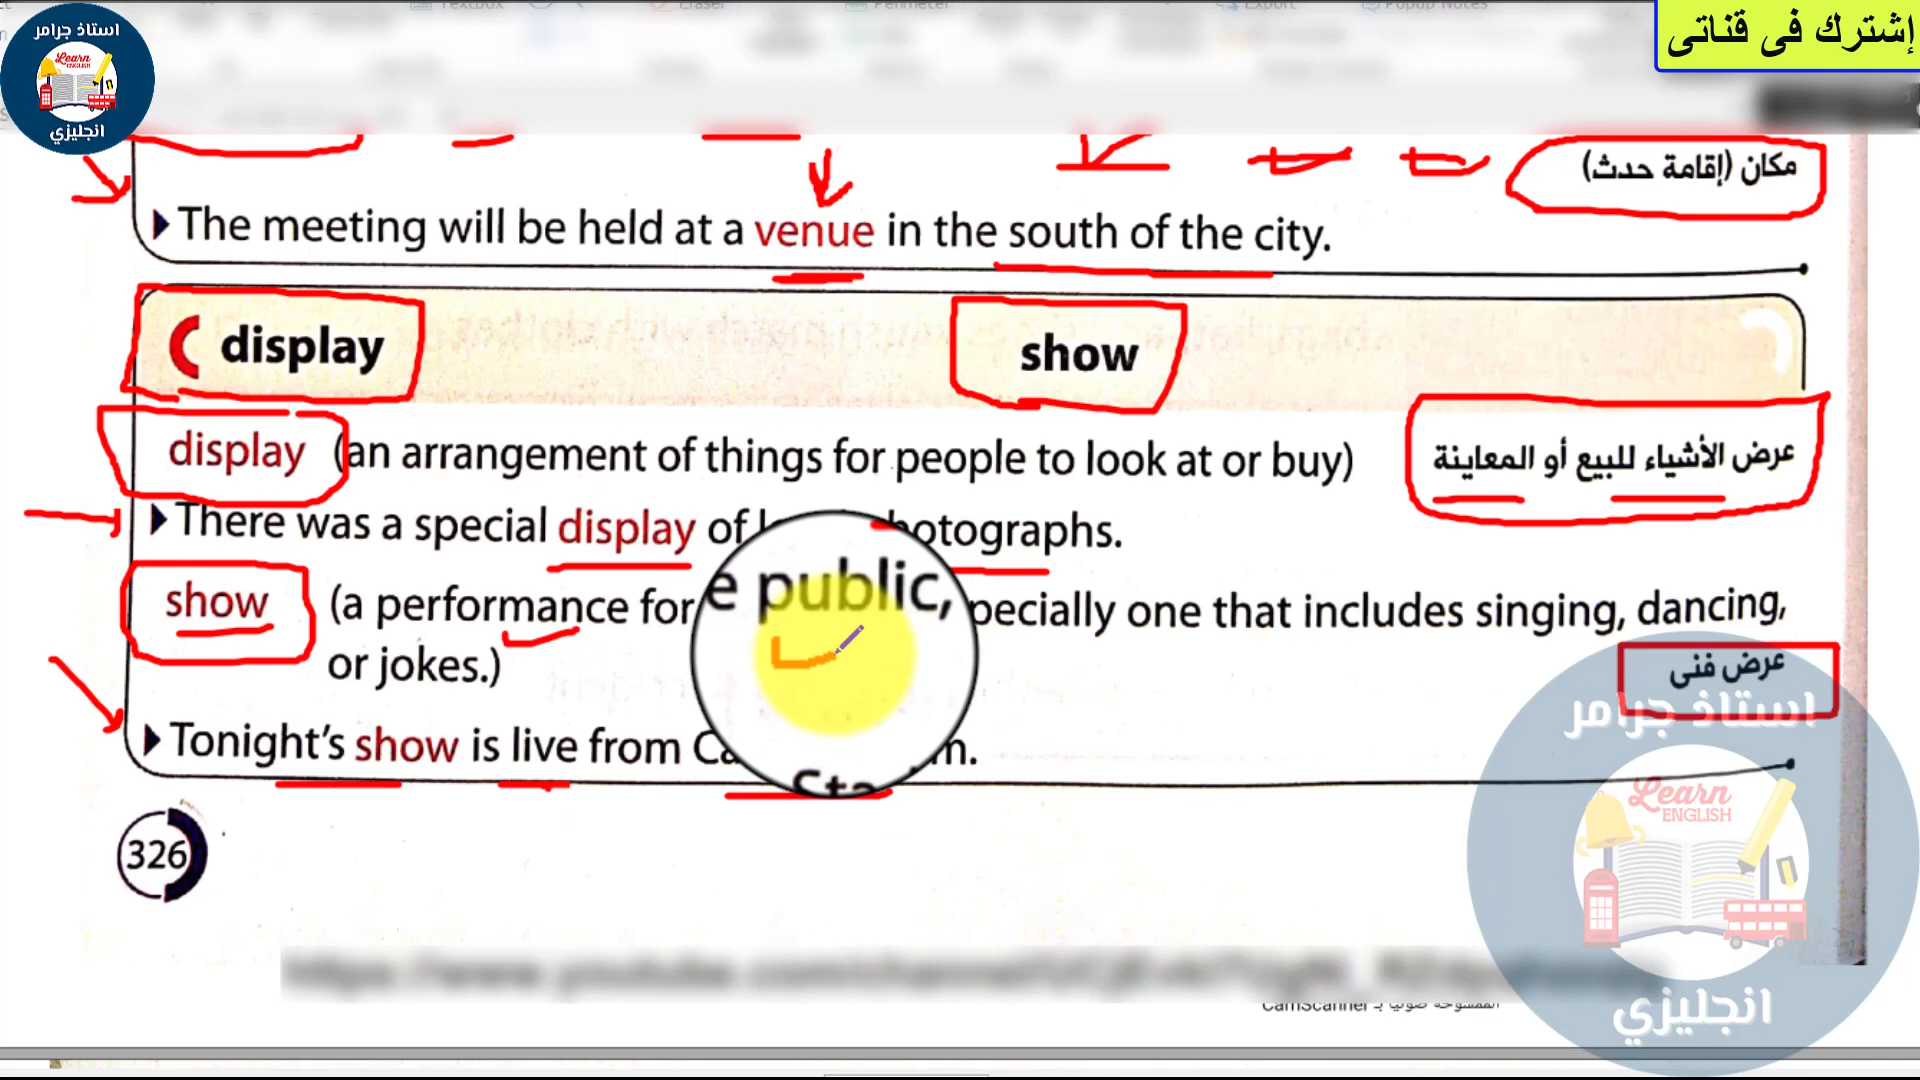 استاذ جرامر
Learn
ENGLISH
انجليزي
إشترك فى قناتى
مكان (إقامة حدث)
The meeting will be held at a venue in the south of the city.
display
show
display (an arrangement of things for people to look at or buy)
عرض الأشياء للبيع أو المعاينة
There was a special display of photographs.
show (a performance for e public, pecially one that includes singing, dancing,
or jokes.)
عرض فنى
Tonight's show is live from
326
استاذ جرامر
Learn
ENGLISH
انجليزي
CamScanner